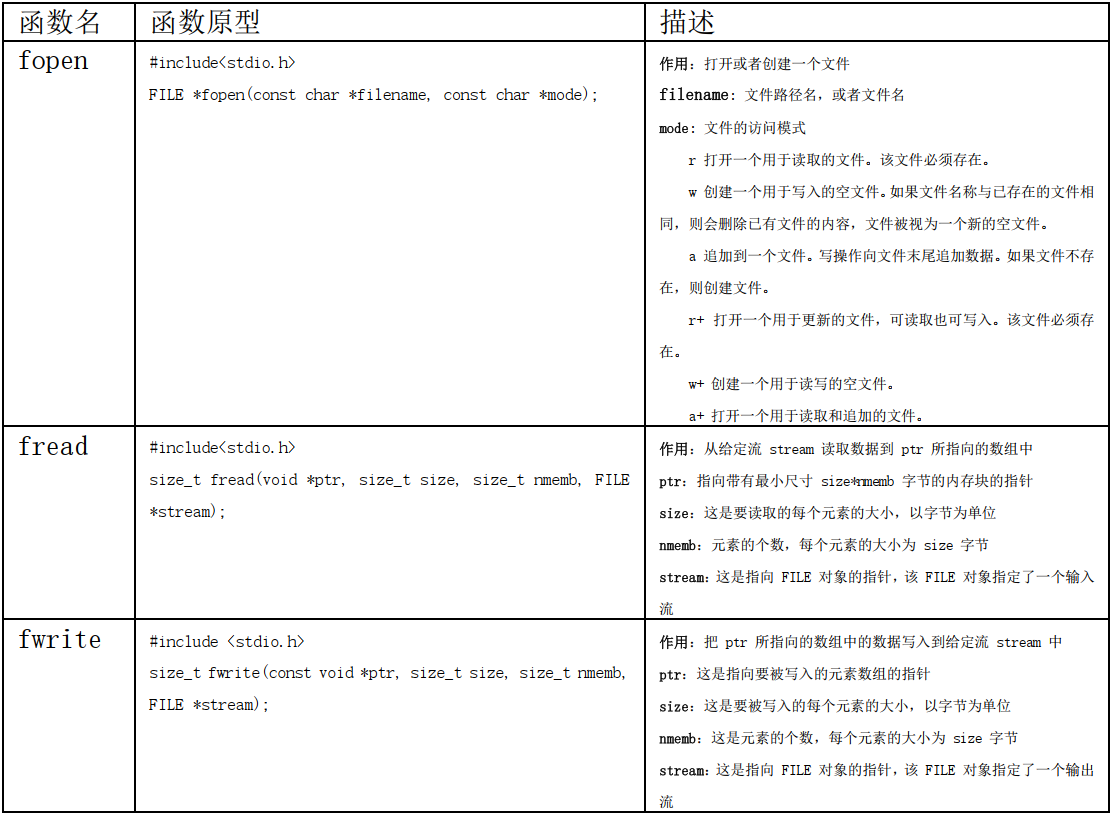 函数名
函数原型
描述
fopen
#include<stdio.h>
FILE *fopen(const char *filename, const char *mode);
作用：打开或者创建一个文件
filename: 文件路径名，或者文件名
mode: 文件的访问模式
r 打开一个用于读取的文件。该文件必须存在。
w 创建一个用于写入的空文件。如果文件名称与已存在的文件相
同，则会删除已有文件的内容，文件被视为一个新的空文件。
a 追加到一个文件。写操作向文件末尾追加数据。如果文件不存
在，则创建文件。
r+ 打开一个用于更新的文件，可读取也可写入。该文件必须存
在。
w+ 创建一个用于读写的空文件。
a+ 打开一个用于读取和追加的文件。
fread
#include<stdio.h>
size_t fread(void *ptr, size_t size, size_t nmemb, FILE
*stream);
作用：从给定流 stream 读取数据到 ptr 所指向的数组中
ptr：指向带有最小尺寸 size*nmemb 字节的内存块的指针
size：这是要读取的每个元素的大小，以字节为单位
nmemb：元素的个数，每个元素的大小为 size 字节
stream：这是指向 FILE 对象的指针，该 FILE 对象指定了一个输入
流
fwrite
#include <stdio.h>
size_t fwrite(const void *ptr, size_t size, size_t nmemb,
FILE *stream);
作用：把 ptr 所指向的数组中的数据写入到给定流 stream 中
ptr：这是指向要被写入的元素数组的指针
size：这是要被写入的每个元素的大小，以字节为单位
nmemb：这是元素的个数，每个元素的大小为 size 字节
stream：这是指向 FILE 对象的指针，该 FILE 对象指定了一个输出
流